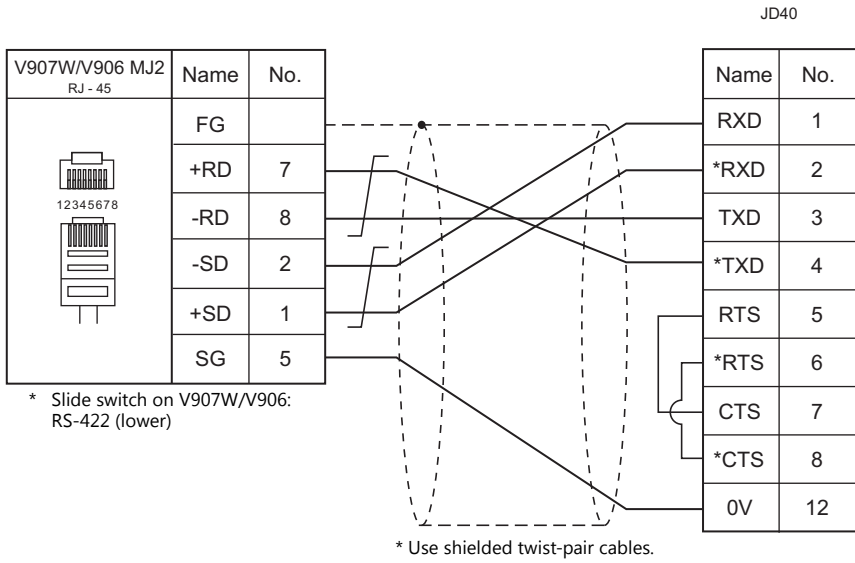 JD40
V907W/V906 MJ2
RJ - 45
Name No.
FG
+RD 7
-RD 8
-SD 2
+SD 1
SG 5
12345678
* Slide switch on V907W/V906:
RS-422 (lower)
Name No.
RXD 1
*RXD 2
TXD 3
*TXD 4
RTS 5
*RTS 6
CTS 7
*CTS 8
0V 12
* Use shielded twist-pair cables.